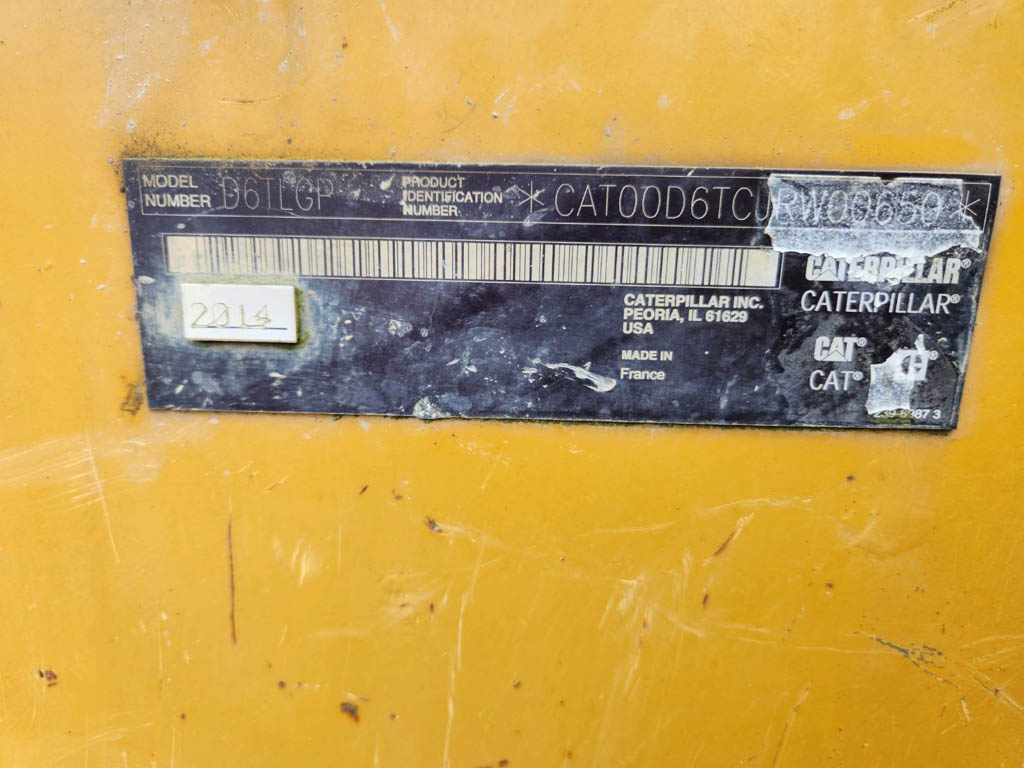 MODEL NUMBER D6TLGP
PRODUCT IDENTIFICATION NUMBER *CAT00D6TCJRW00650*
2014
CATERPILLAR INC.
PEORIA, IL 61629
USA
MADE IN
France
CATERPILLAR®
CATERPILLAR®
CAT®
CAT®